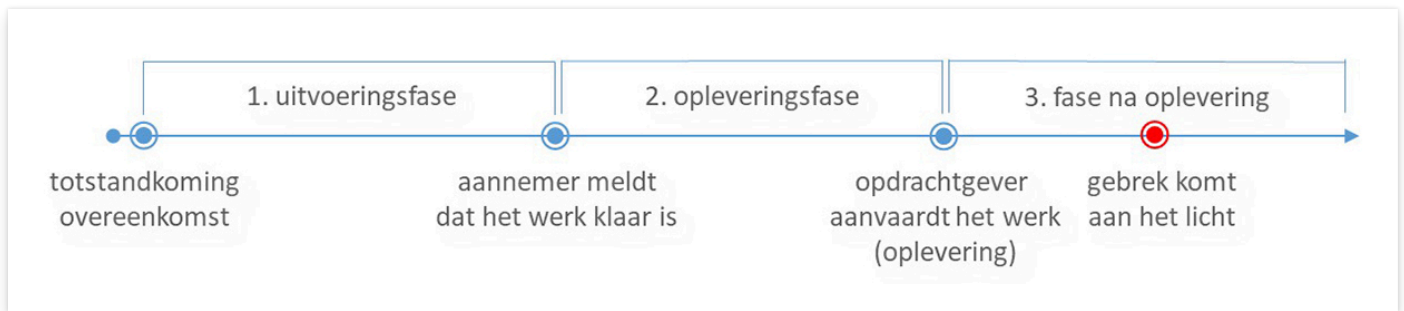 1. uitvoeringsfase
2. opleveringsfase
3. fase na oplevering
totstandkoming
overeenkomst
aannemer meldt
dat het werk klaar is
opdrachtgever
aanvaardt het werk
(oplevering)
gebrek komt
aan het licht